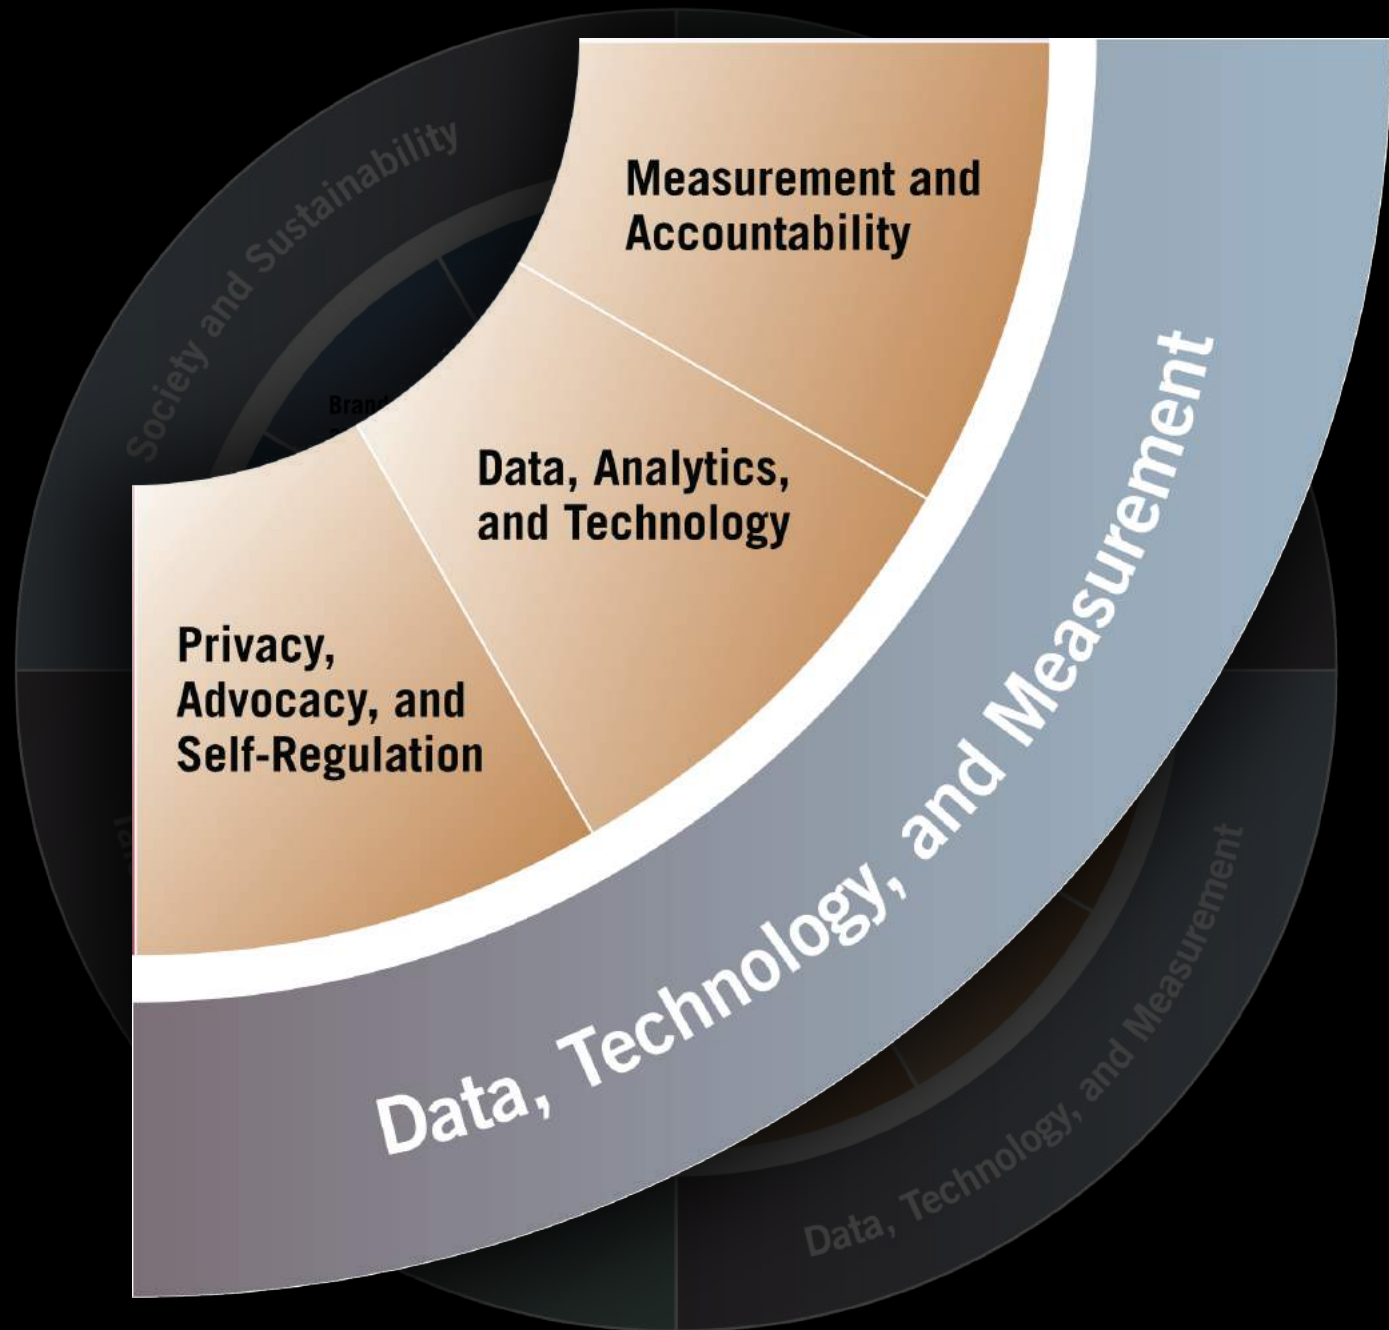 Society and Sustainability
Measurement and
Accountability
Data, Analytics,
and Technology
Privacy,
Advocacy, and
Self-Regulation
Data, Technology, and Measurement
Data, Technology, and Measurement